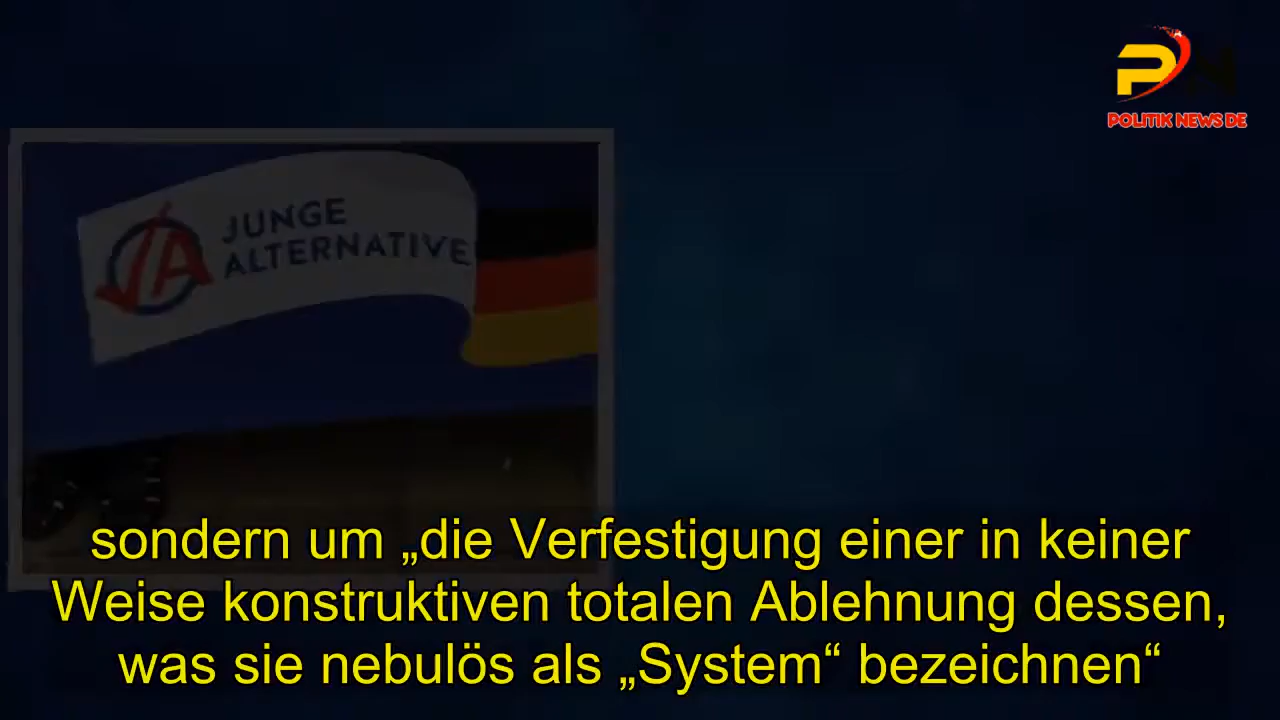 POLITIK NEWS DE
JUNGE
ALTERNATIVE
sondern um „die Verfestigung einer in keiner
Weise konstruktiven totalen Ablehnung dessen,
was sie nebulös als „System“ bezeichnen“